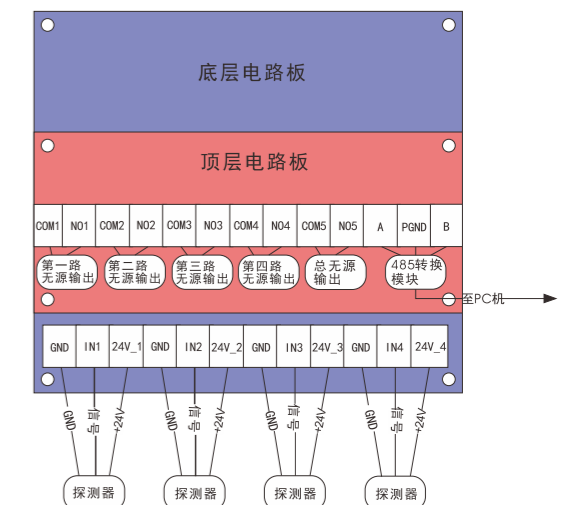 底层电路板
顶层电路板
COM1 NO1 COM2 NO2 COM3 NO3 COM4 NO4 COM5 NO5 A PGND B
第一路
无源输出
第二路
无源输出
第三路
无源输出
第四路
无源输出
总无源
输出
485转换
模块
至PC机
GND IN1 24V_1 GND IN2 24V_2 GND IN3 24V_3 GND IN4 24V_4
GND 信号 +24V GND 信号 +24V GND 信号 +24V GND 信号 +24V
探测器 探测器 探测器 探测器